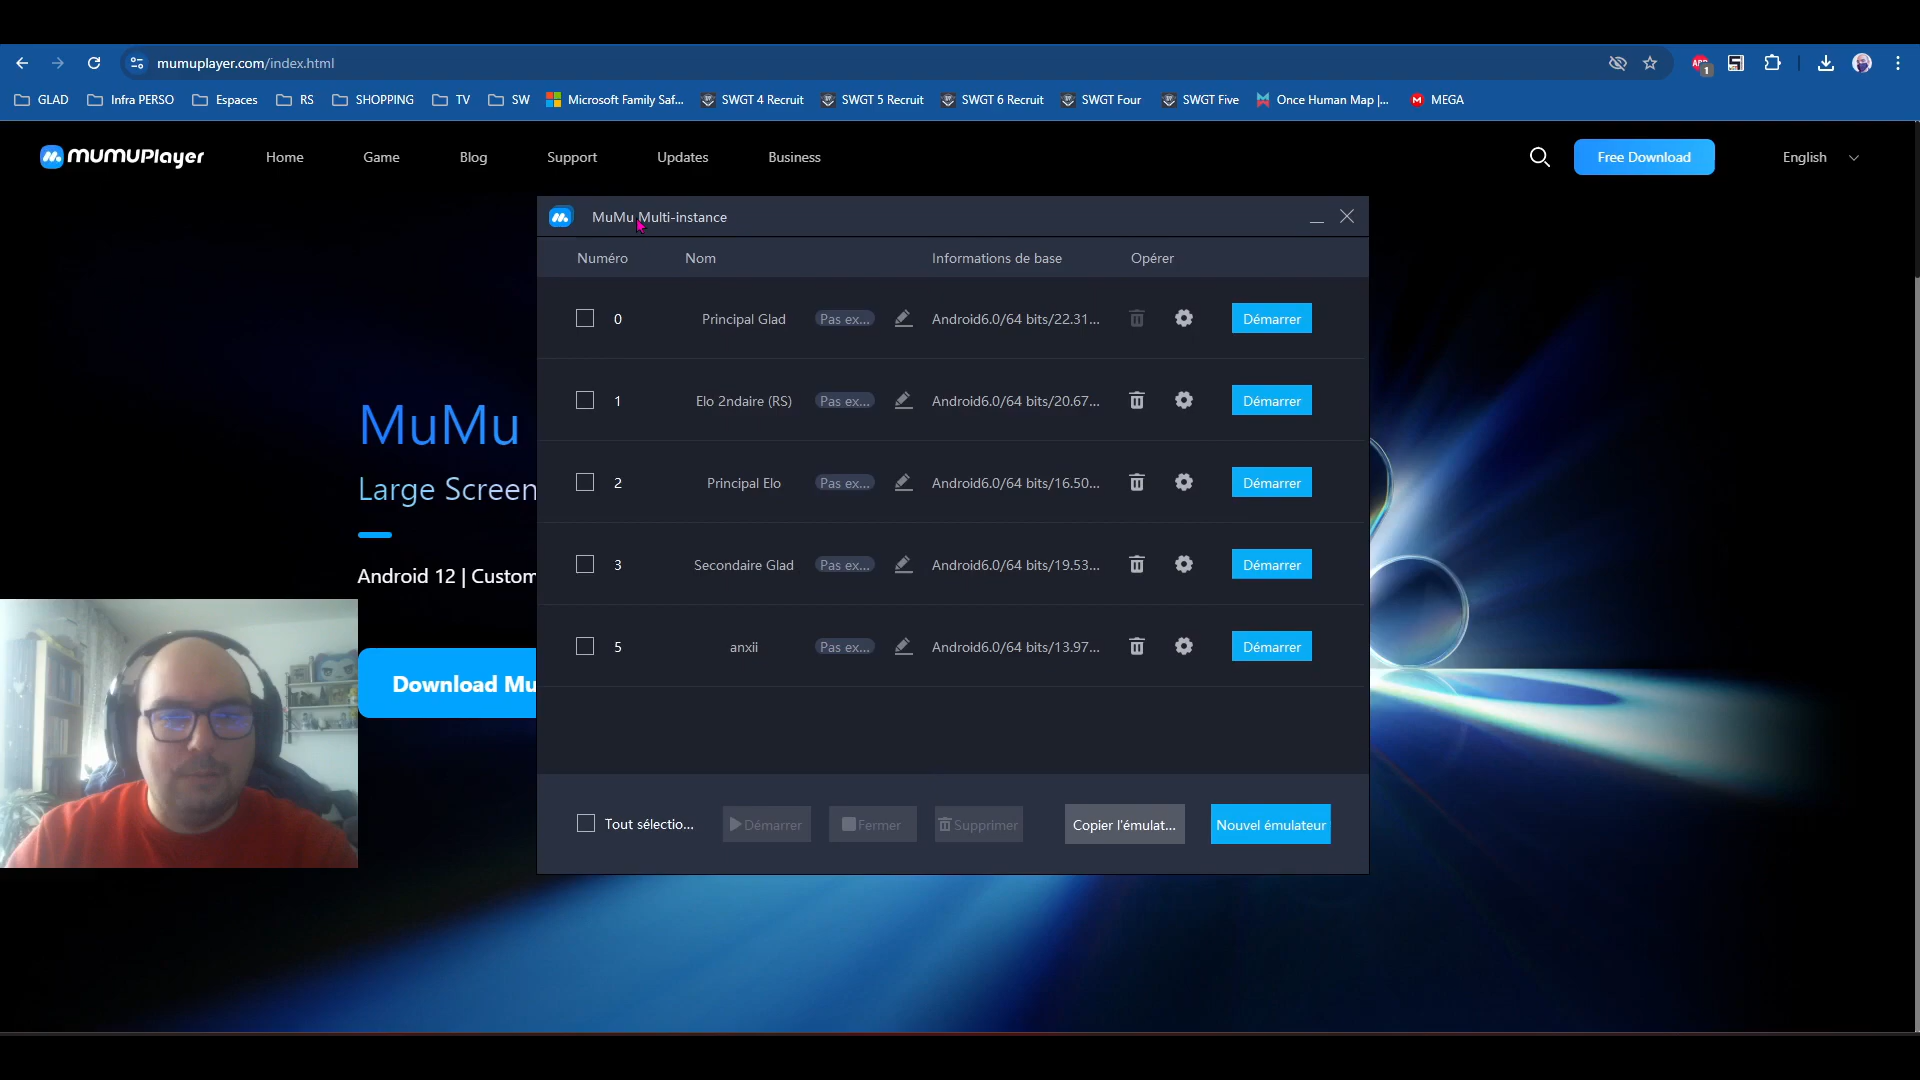 mumuplayer.com/index.html
ABP 1
GLAD Infra PERSO Espaces RS SHOPPING TV SW Microsoft Family Saf... SWGT 4 Recruit SWGT 5 Recruit SWGT 6 Recruit SWGT Four SWGT Five Once Human Map |... MEGA
MUMUPlayer Home Game Blog Support Updates Business Free Download English
MuMu Multi-instance
Numéro Nom Informations de base Opérer
0 Principal Glad Pas ex... Android6.0/64 bits/22.31... Démarrer
1 Elo 2ndaire (RS) Pas ex... Android6.0/64 bits/20.67... Démarrer
2 Principal Elo Pas ex... Android6.0/64 bits/16.50... Démarrer
3 Secondaire Glad Pas ex... Android6.0/64 bits/19.53... Démarrer
5 anxii Pas ex... Android6.0/64 bits/13.97... Démarrer
Tout sélectio... Démarrer Fermer Supprimer Copier l'émulat... Nouvel émulateur
MuMu
Large Screen
Android 12 | Custom
Download Mu